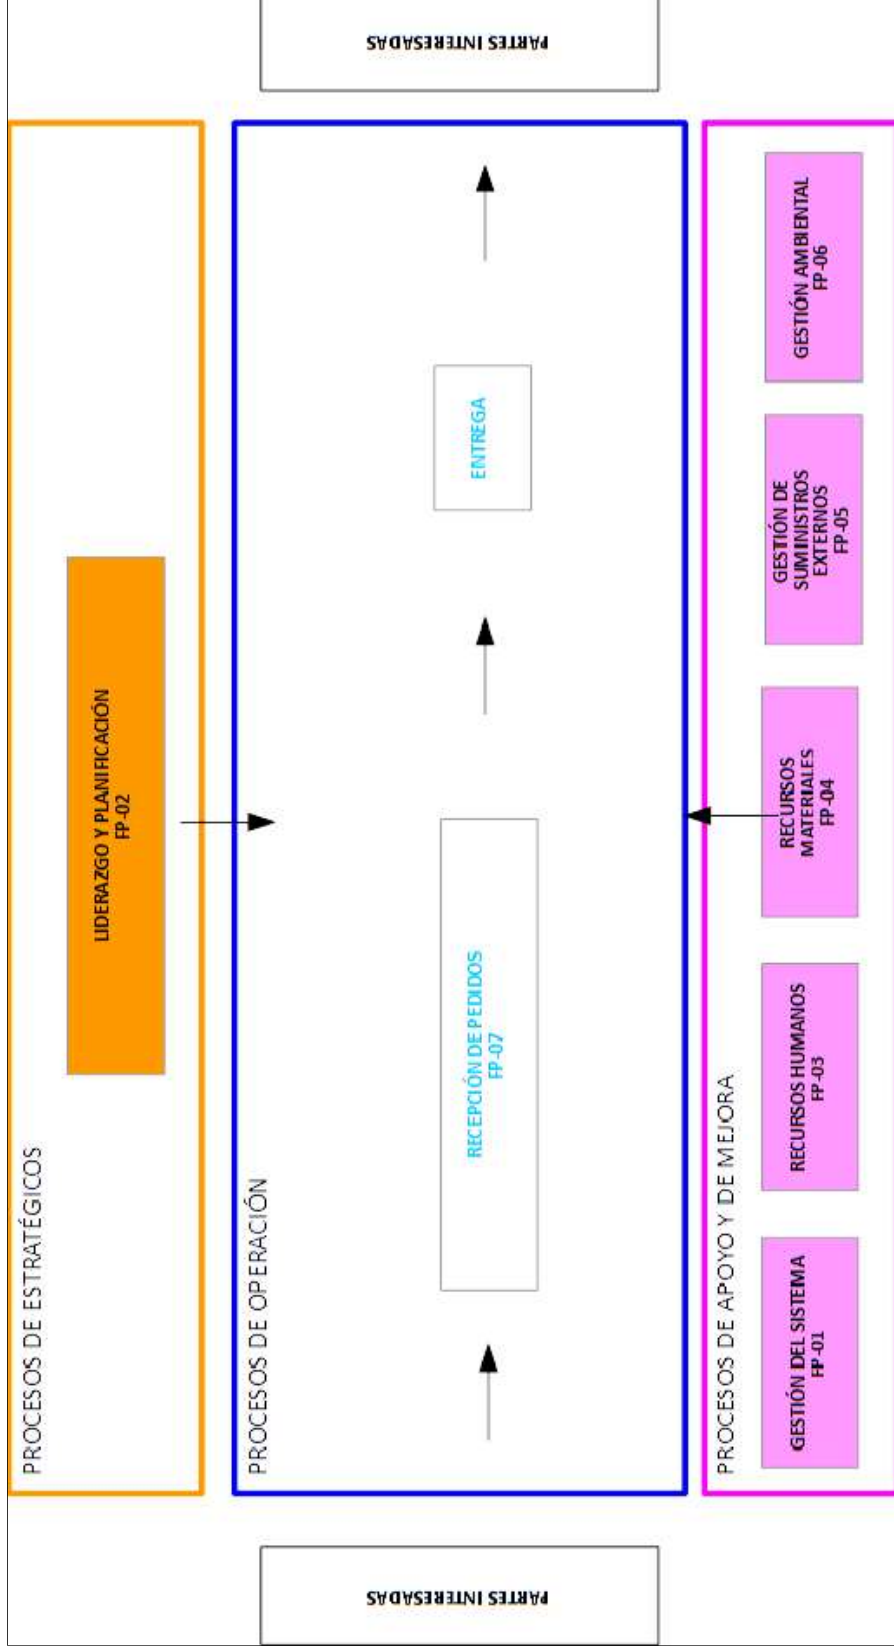 PARTES INTERESADAS
PROCESOS DE ESTRATÉGICOS
LIDERAZGO Y PLANIFICACIÓN
FP-02
PROCESOS DE OPERACIÓN
RECEPCIÓN DE PEDIDOS
FP-07
ENTREGA
PROCESOS DE APOYO Y DE MEJORA
GESTIÓN DEL SISTEMA
FP-01
RECURSOS HUMANOS
FP-03
RECURSOS
MATERIALES
FP-04
GESTIÓN DE
SUMINISTROS
EXTERNOS
FP-05
GESTIÓN AMBIENTAL
FP-06
PARTES INTERESADAS